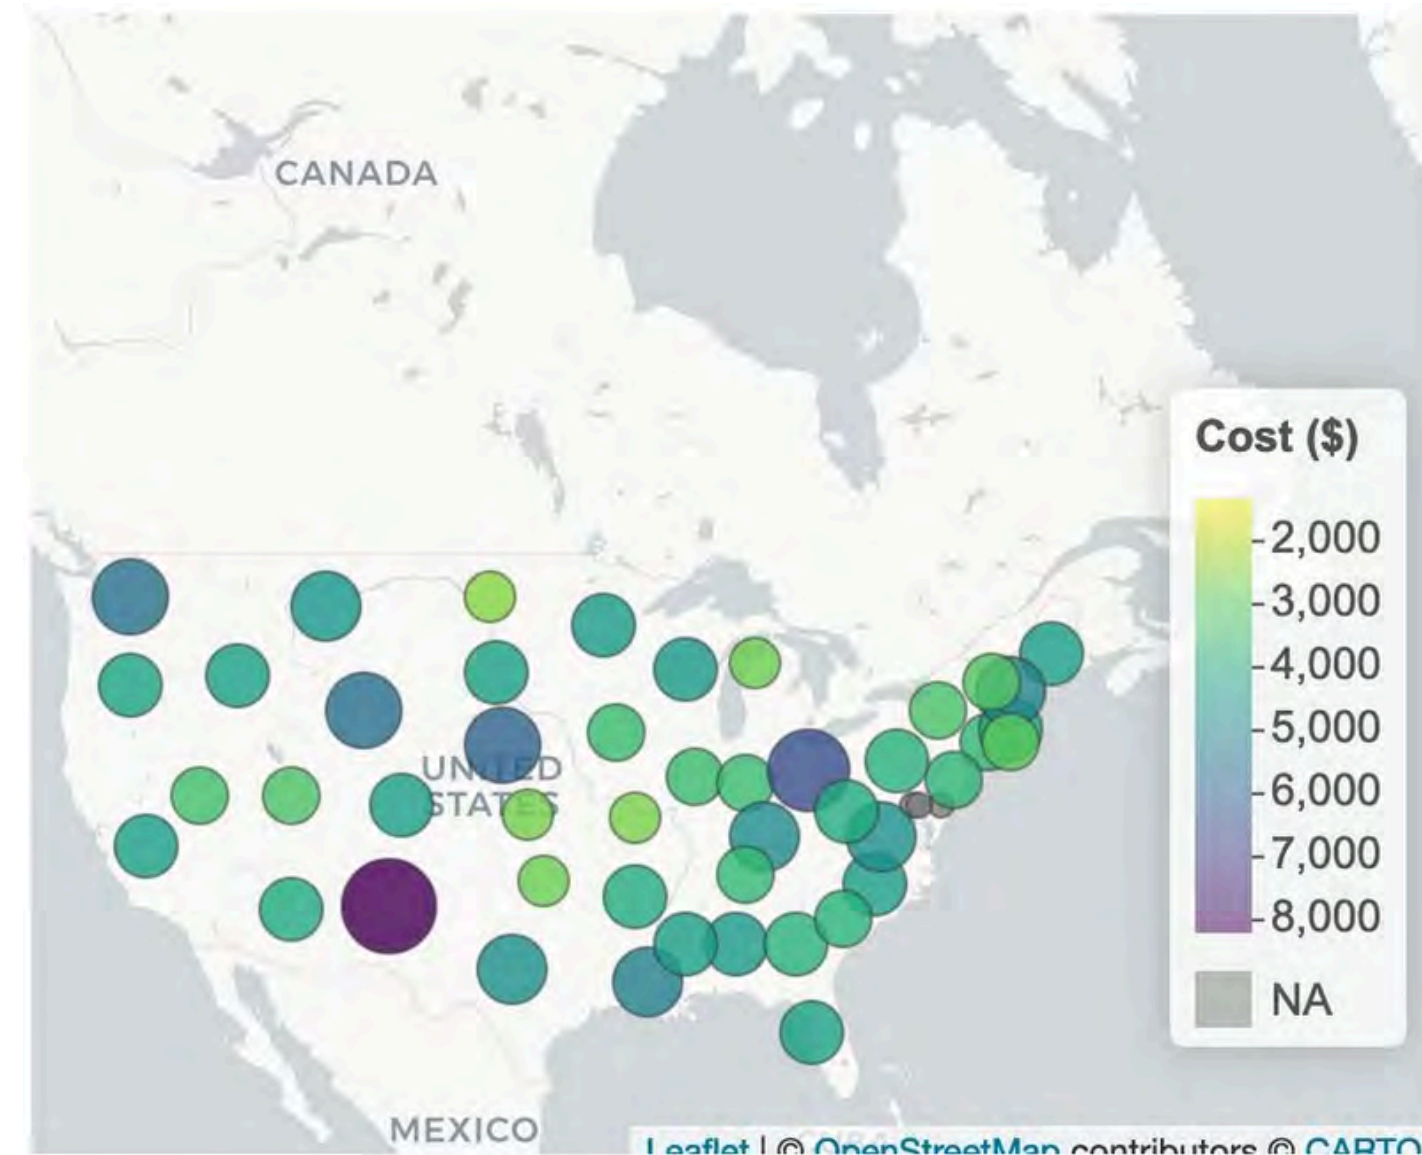 CANADA
Cost ($)
2,000
3,000
4,000
5,000
6,000
7,000
8,000
NA
UNITED
STATES
MEXICO
Leaflet | © OpenStreetMap contributors © CARTO